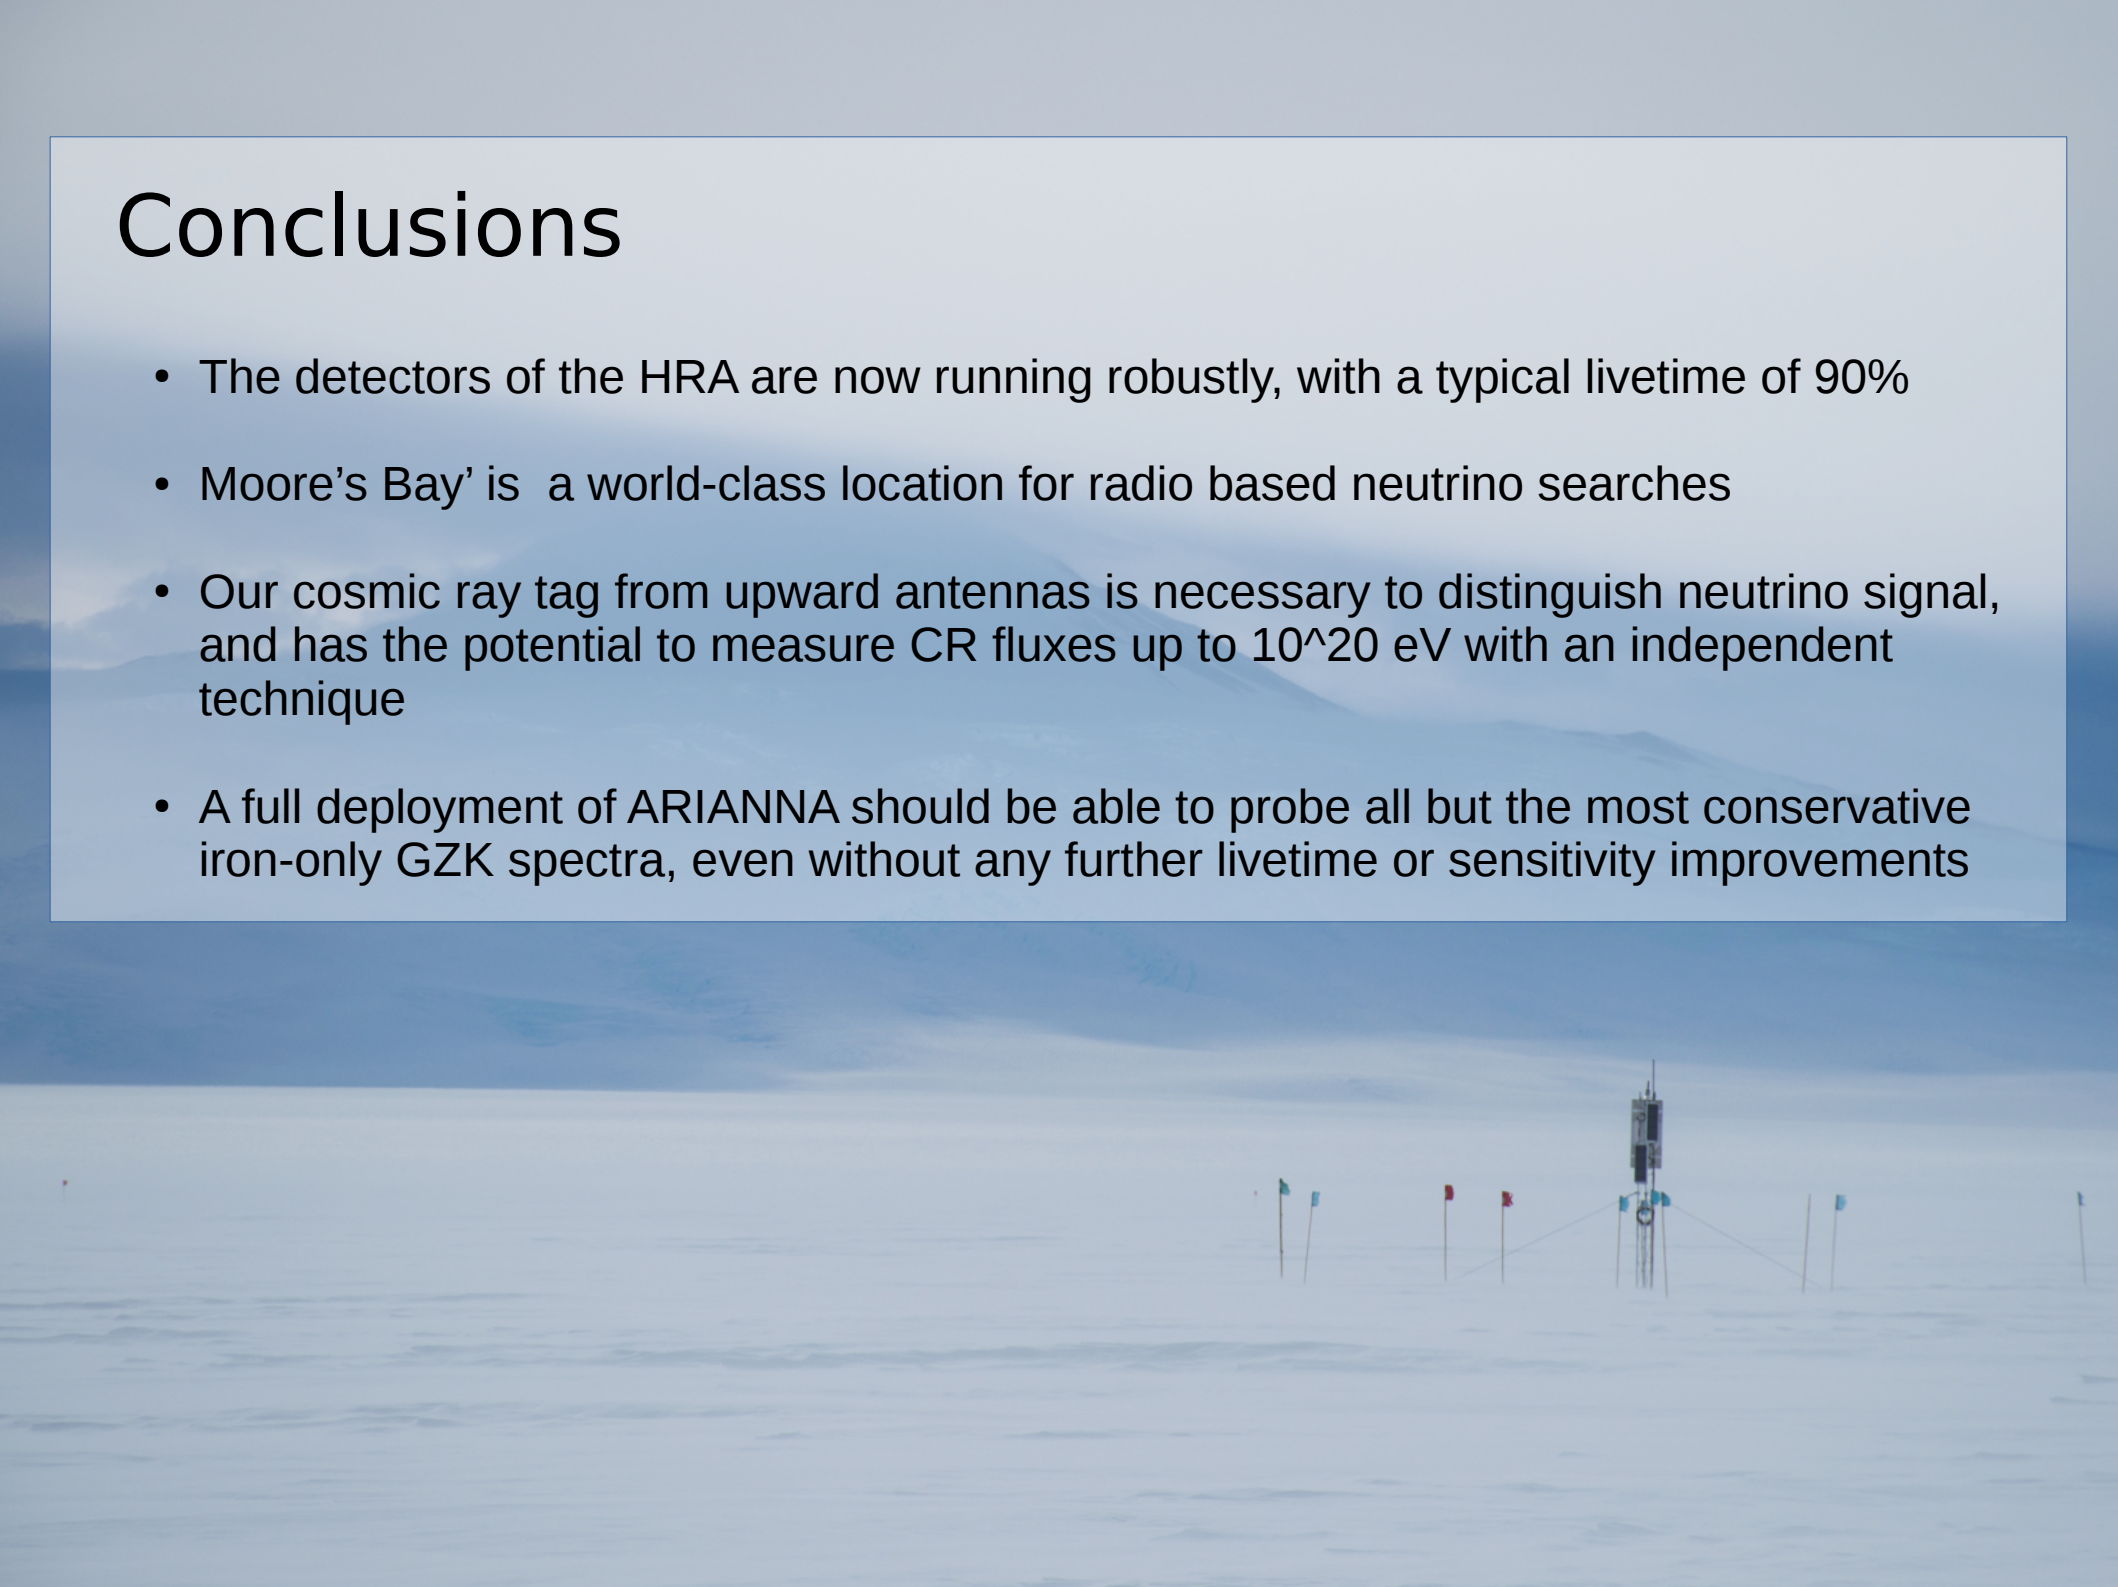 Conclusions
• The detectors of the HRA are now running robustly, with a typical livetime of 90%
• Moore’s Bay’ is  a world-class location for radio based neutrino searches
• Our cosmic ray tag from upward antennas is necessary to distinguish neutrino signal,
and has the potential to measure CR fluxes up to 10^20 eV with an independent
technique
• A full deployment of ARIANNA should be able to probe all but the most conservative
iron-only GZK spectra, even without any further livetime or sensitivity improvements